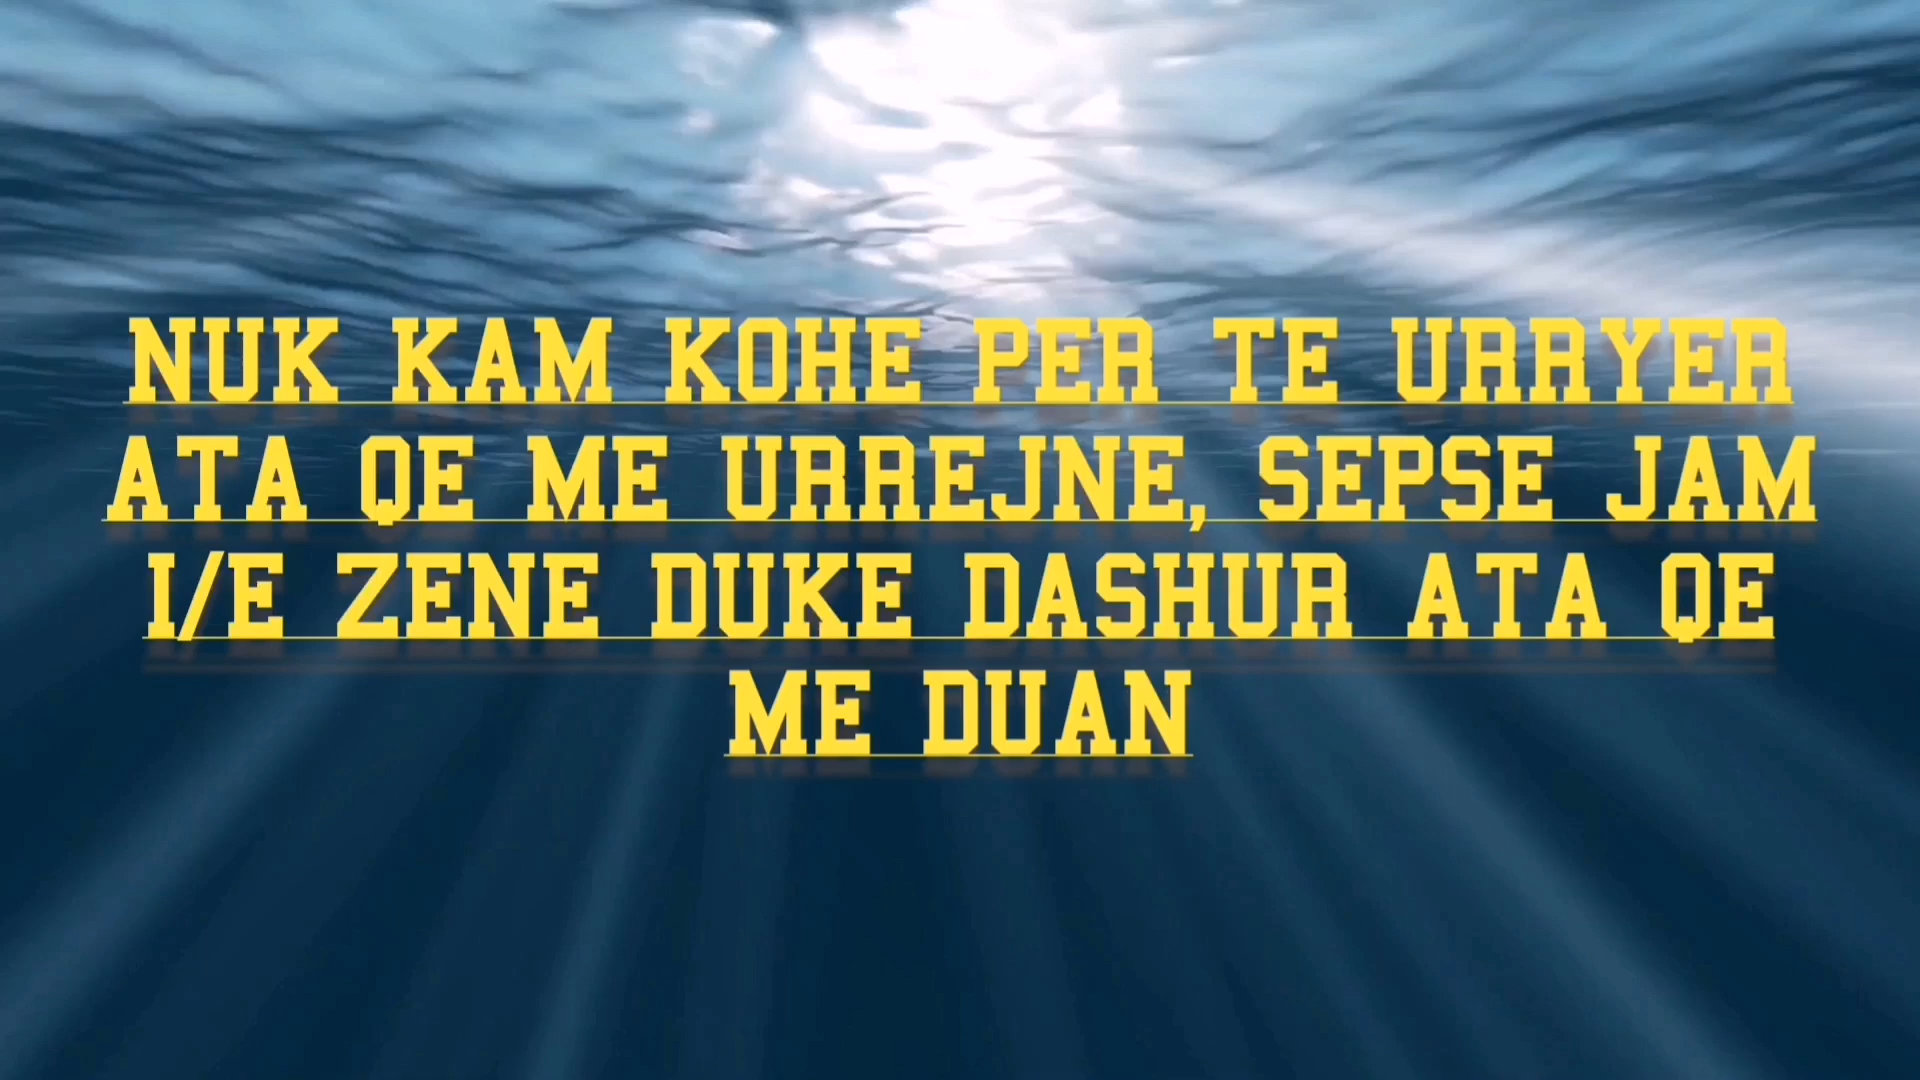 NUK KAM KOHE PER TE URRYER
ATA QE ME URREJNE, SEPSE JAM
I/E ZENE DUKE DASHUR ATA QE
ME DUAN